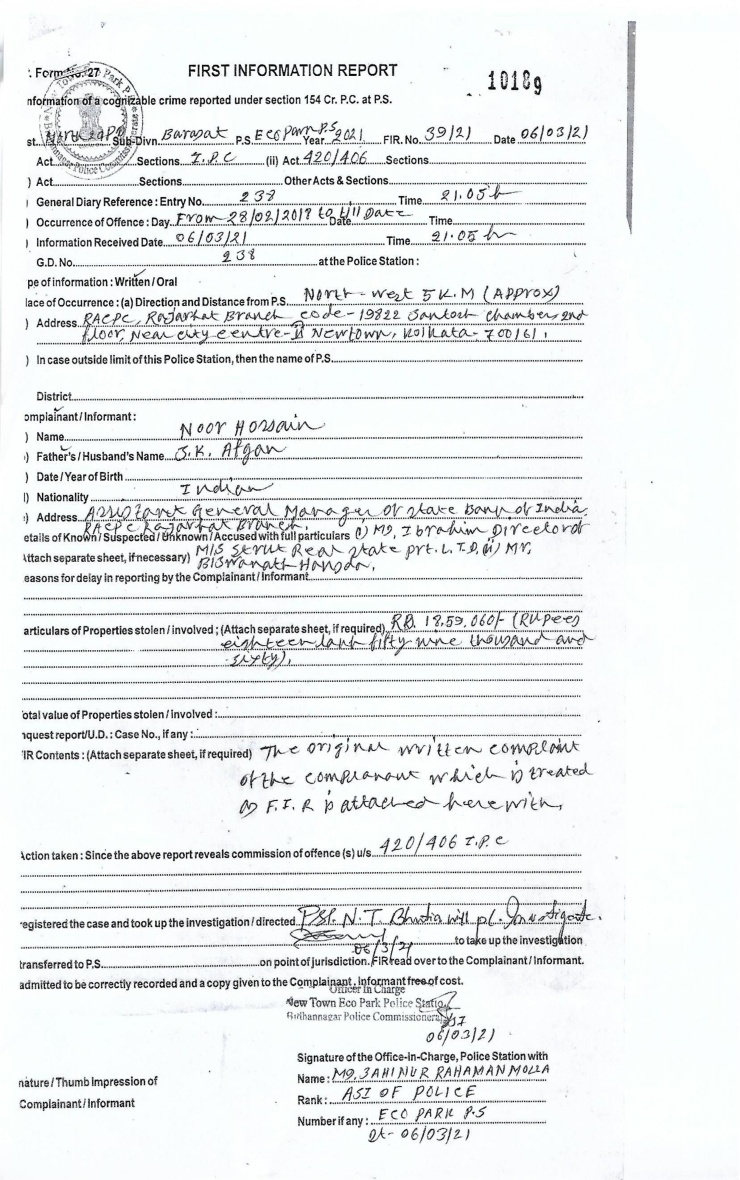 : Form No. 27
FIRST INFORMATION REPORT
10189
nformation of a cognizable crime reported under section 154 Cr. P.C. at P.S.
st. Sub-Divn. Barasat P.S. Eco Park P.S Year 2021 FIR. No. 39/21 Date 06/03/21
Act Sections. I.P.C (ii) Act 420/406 Sections
) Act Sections Other Acts & Sections
) General Diary Reference : Entry No. 238 Time 21.05 h
) Occurrence of Offence : Day. From 28/02/2018 to till Date Date Time
) Information Received Date 06/03/21 Time 21.05 hr
G.D. No. 238 at the Police Station :
pe of information : Written / Oral
lace of Occurrence : (a) Direction and Distance from P.S. North - West 5 K.M (Approx)
) Address RACPC, Rajarhat Branch code - 19822 Santosh Chambers 2nd
floor, Near city centre - II Newtown, Kolkata - 700161.
) In case outside limit of this Police Station, then the name of P.S.
District
omplainant / Informant :
) Name Noor Hossain
) Father's / Husband's Name S.K. Afgan
) Date / Year of Birth
l) Nationality Indian
) Address Assistant General Manager of State Bank of India,
RACPC Rajarhat Branch.
etails of Known / Suspected / Unknown / Accused with full particulars (i) MD, Ibrahim Director of
Attach separate sheet, if necessary) M/S Strut Real state pvt. L.T.D, (ii) Mr,
Biswanath Hansda.
easons for delay in reporting by the Complainant / Informant
articulars of Properties stolen / involved ; (Attach separate sheet, if required) RS. 18,59,060/- (Rupees
eighteen lakh fifty nine thousand and
sixty).
otal value of Properties stolen / involved :
nquest report/U.D. : Case No., if any :
IR Contents : (Attach separate sheet, if required) The original written complaint
of the complianant which is treated
as F.I.R is attached herewith,
Action taken : Since the above report reveals commission of offence (s) u/s. 420/406 I.P.C
egistered the case and took up the investigation / directed PSI. N.T. Bhutia will pl. Investigate.
06/3/21 to take up the investigation
transferred to P.S. on point of jurisdiction. FIR read over to the Complainant / Informant.
admitted to be correctly recorded and a copy given to the Complainant, Informant free of cost.
Officer In Charge
New Town Eco Park Police Statio
Bidhannagar Police Commissionera
06/03/21
Signature of the Office-In-Charge, Police Station with
nature / Thumb Impression of
Name : MD, JAHINUR RAHAMAN MOLLA
Complainant / Informant
Rank : ASI OF POLICE
Number if any : ECO PARK P.S
Dt- 06/03/21